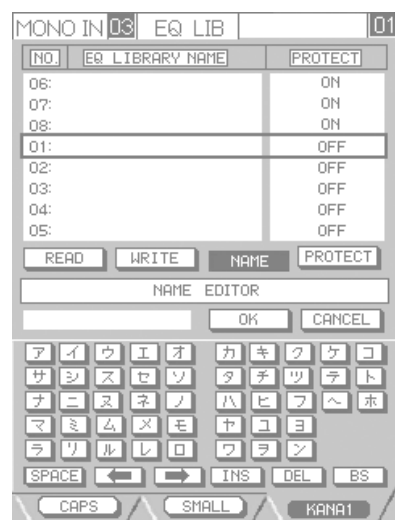 MONO IN 03 EQ LIB 01
NO. EQ LIBRARY NAME PROTECT
06: ON
07: ON
08: ON
01: OFF
02: OFF
03: OFF
04: OFF
05: OFF
READ WRITE NAME PROTECT
NAME EDITOR
OK CANCEL
ア イ ウ エ オ カ キ ク ケ コ
サ シ ス セ ソ タ チ ツ テ ト
ナ ニ ヌ ネ ノ ハ ヒ フ ヘ ホ
マ ミ ム メ モ ヤ ユ ヨ
ラ リ ル レ ロ ワ ヲ ン
SPACE ← → INS DEL BS
CAPS SMALL KANA1